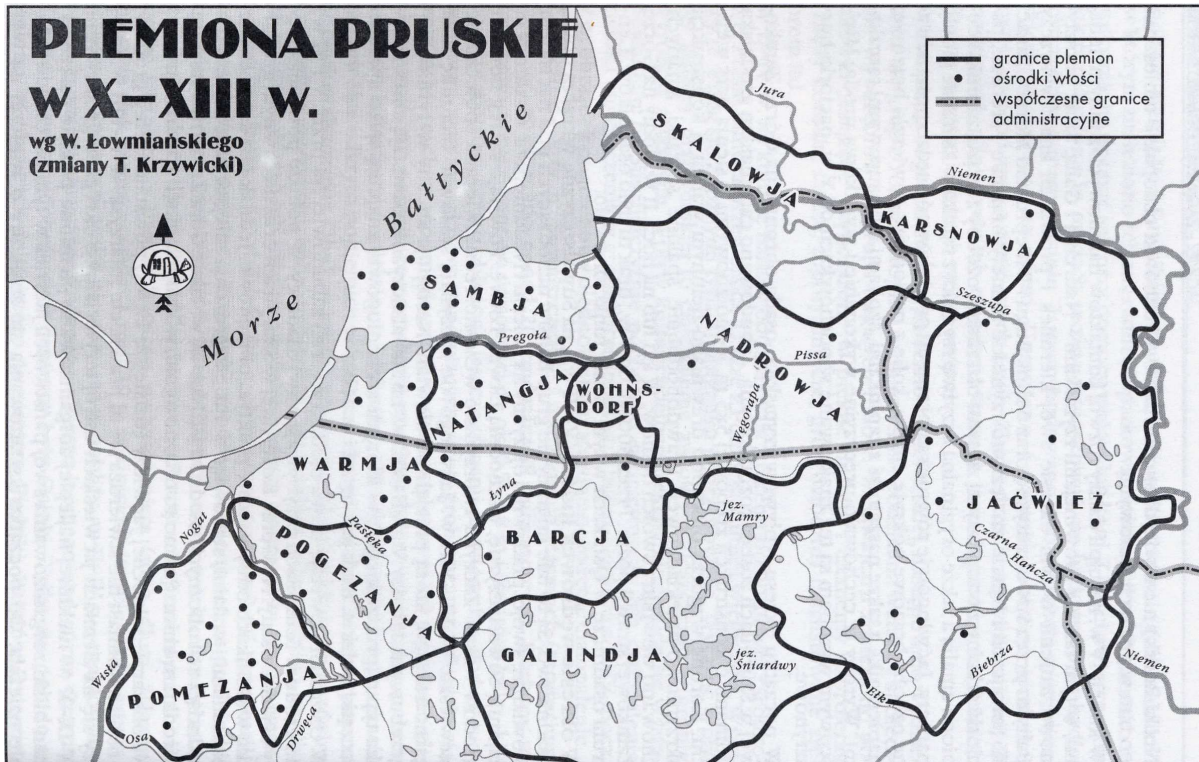 PLEMIONA PRUSKIE
w X–XIII w.
wg W. Łowmiańskiego
(zmiany T. Krzywicki)
granice plemion
ośrodki włości
współczesne granice
administracyjne
Morze Bałtyckie
Jura
SKALOWJA
Niemen
KARSNOWJA
Szeszupa
SAMBJA
Pregoła
NADROWJA
Pissa
Węgorapa
NATANGJA
WOHNS-
DORF
WARMJA
Łyna
BARCJA
jez.
Mamry
JAĆWIEŻ
Czarna
Hańcza
Nogat
Pasłęka
POGEZANJA
GALINDJA
jez.
Śniardwy
Biebrza
Ełk
Niemen
Wisła
POMEZANJA
Osa
Drwęca